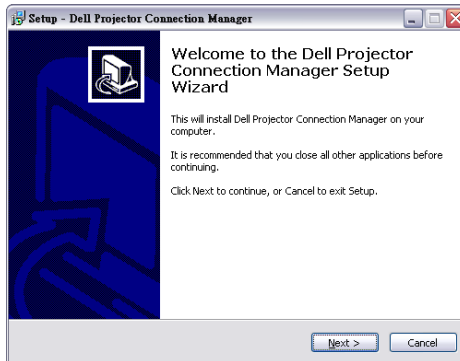 Setup - Dell Projector Connection Manager
Welcome to the Dell Projector
Connection Manager Setup
Wizard
This will install Dell Projector Connection Manager on your
computer.
It is recommended that you close all other applications before
continuing.
Click Next to continue, or Cancel to exit Setup.
Next >
Cancel